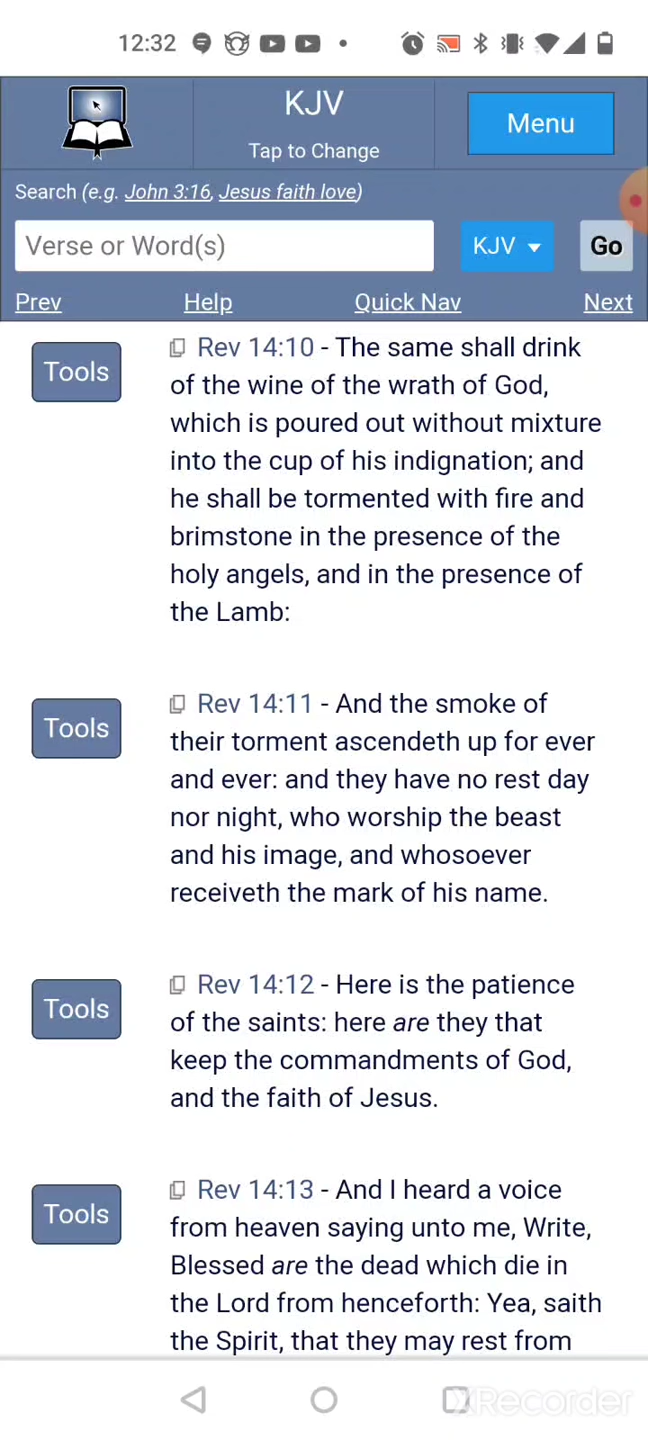 12:32
KJV
Tap to Change
Menu
Search (e.g. John 3:16, Jesus faith love)
Verse or Word(s)
KJV
Go
Prev
Help
Quick Nav
Next
Tools
Rev 14:10 - The same shall drink
of the wine of the wrath of God,
which is poured out without mixture
into the cup of his indignation; and
he shall be tormented with fire and
brimstone in the presence of the
holy angels, and in the presence of
the Lamb:
Tools
Rev 14:11 - And the smoke of
their torment ascendeth up for ever
and ever: and they have no rest day
nor night, who worship the beast
and his image, and whosoever
receiveth the mark of his name.
Tools
Rev 14:12 - Here is the patience
of the saints: here are they that
keep the commandments of God,
and the faith of Jesus.
Tools
Rev 14:13 - And I heard a voice
from heaven saying unto me, Write,
Blessed are the dead which die in
the Lord from henceforth: Yea, saith
the Spirit, that they may rest from
XRecorder